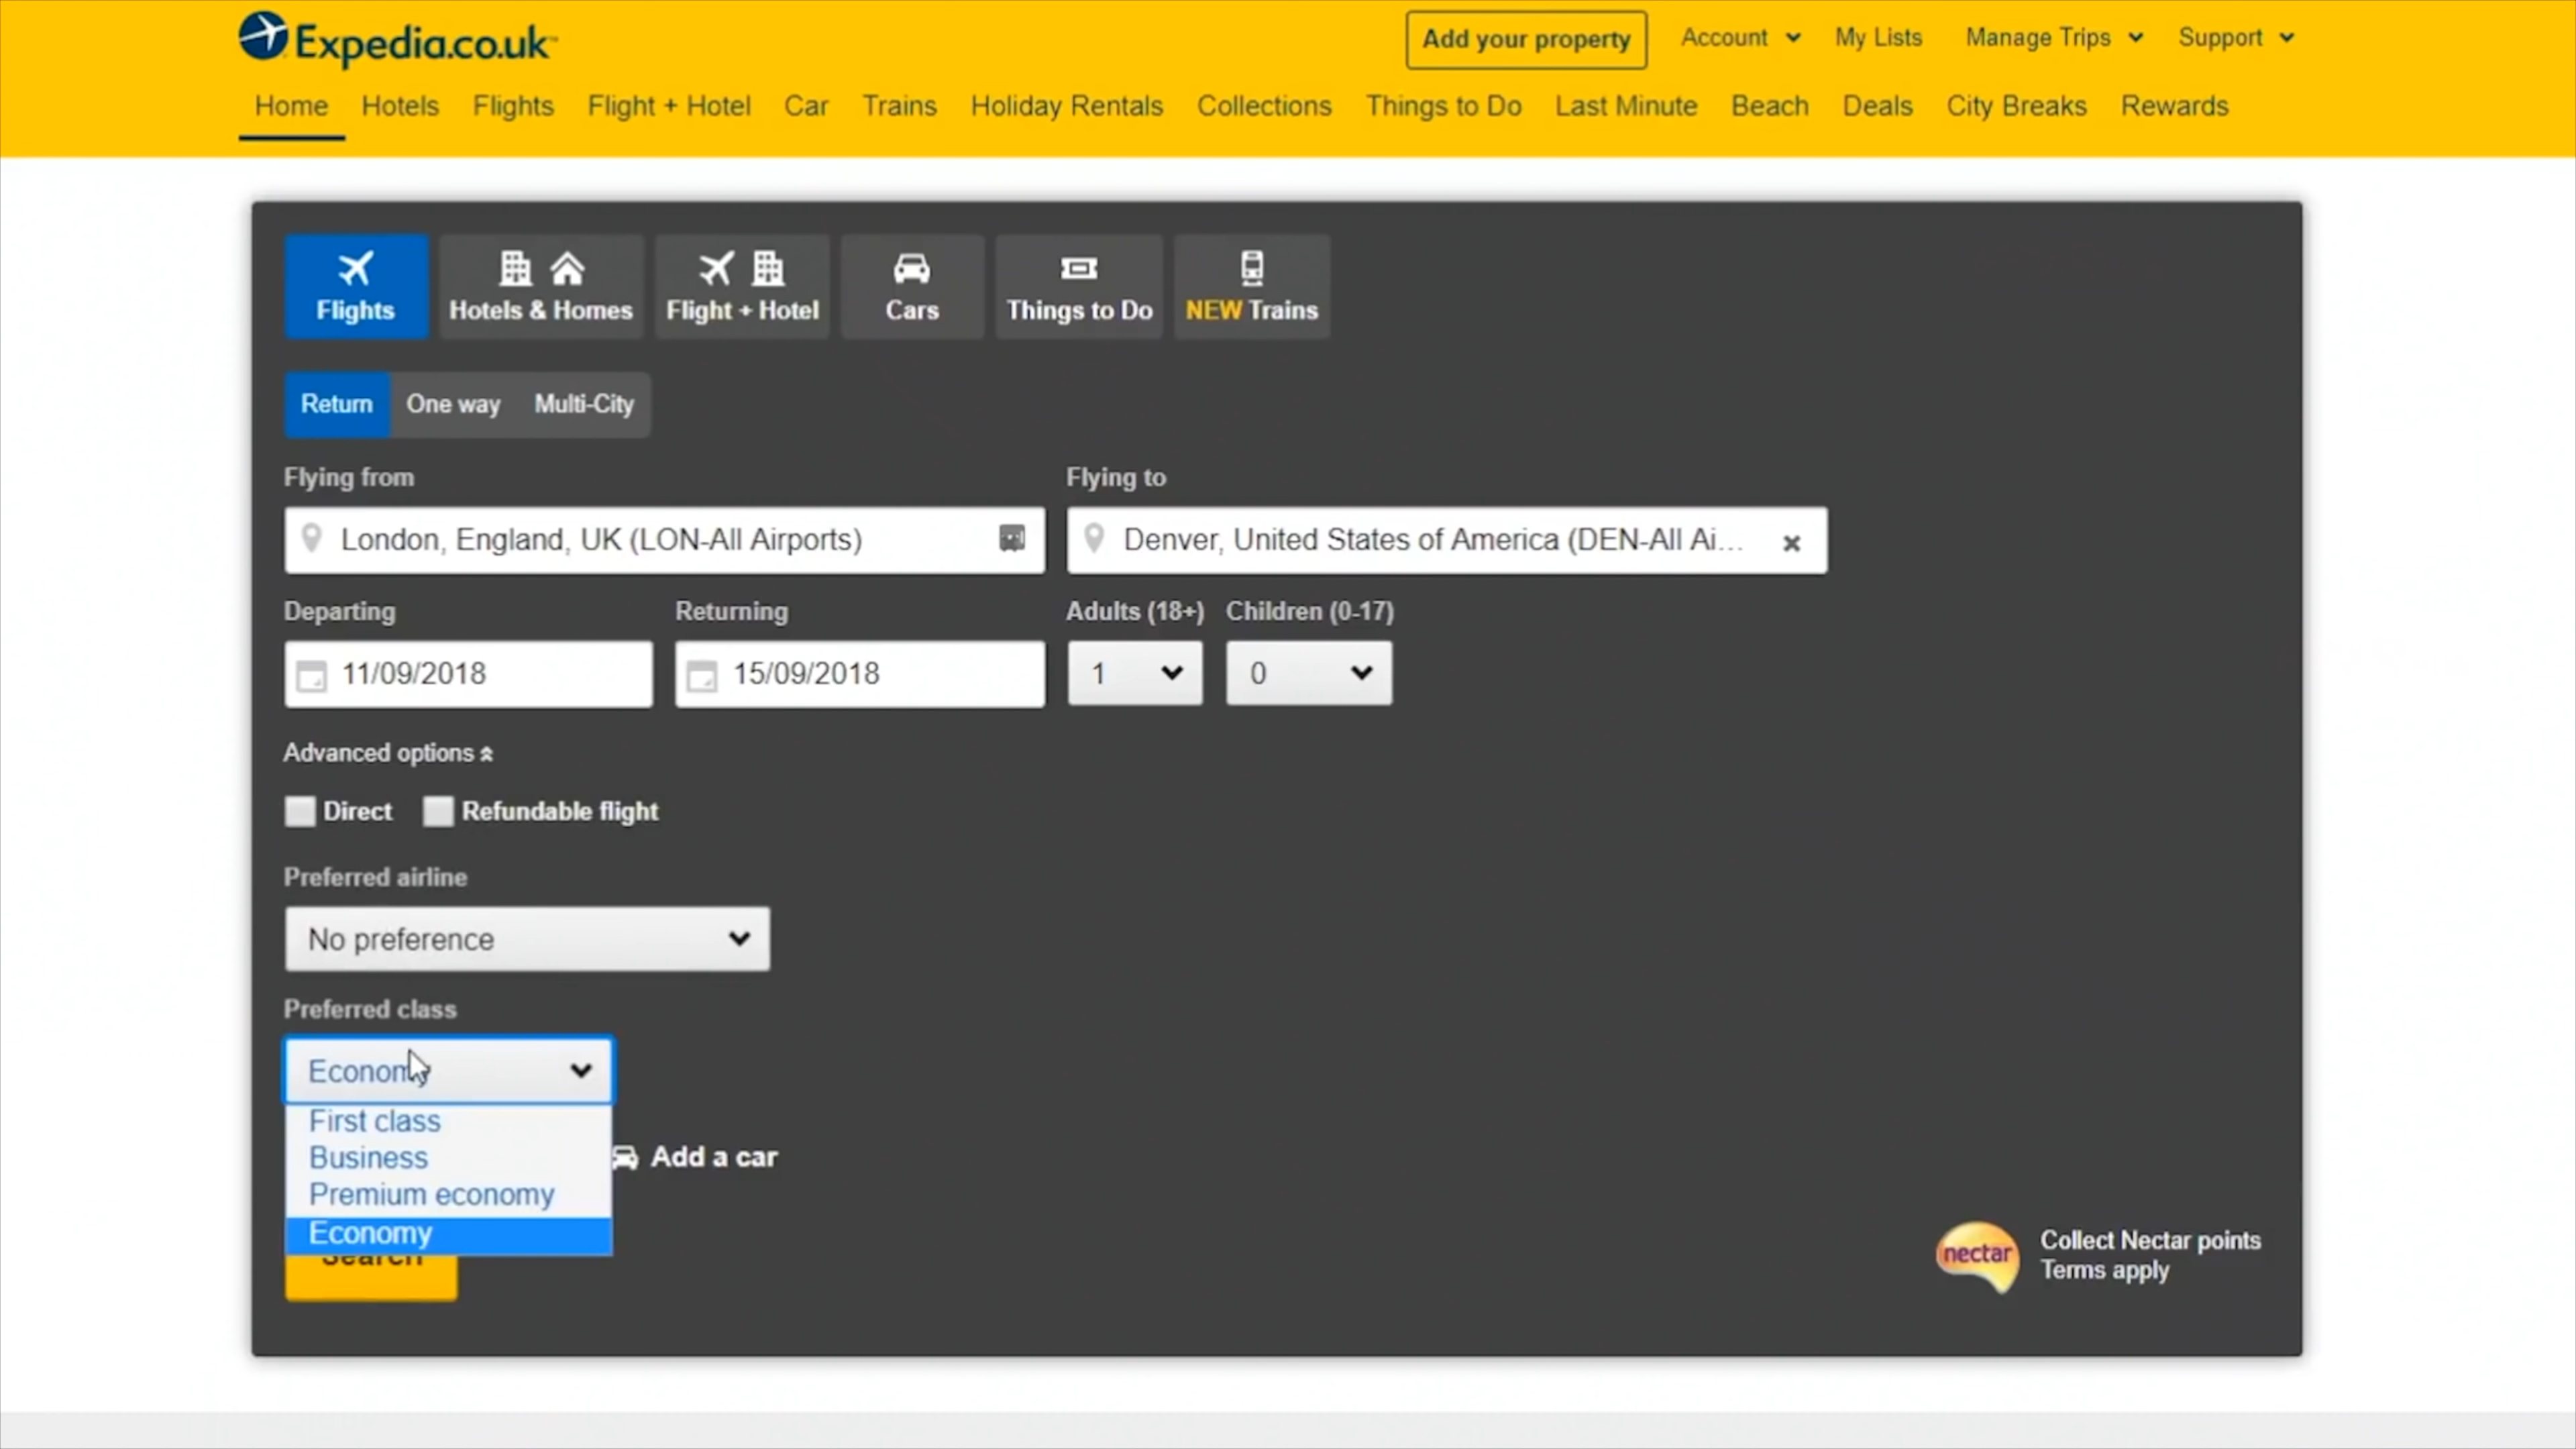 Expedia.co.uk™
Add your property Account My Lists Manage Trips Support
Home Hotels Flights Flight + Hotel Car Trains Holiday Rentals Collections Things to Do Last Minute Beach Deals City Breaks Rewards
Flights Hotels & Homes Flight + Hotel Cars Things to Do NEW Trains
Return One way Multi-City
Flying from Flying to
London, England, UK (LON-All Airports) Denver, United States of America (DEN-All Ai...
Departing Returning Adults (18+) Children (0-17)
11/09/2018 15/09/2018 1 0
Advanced options
Direct Refundable flight
Preferred airline
No preference
Preferred class
Economy
First class
Business
Add a car
Premium economy
Economy
Search
nectar
Collect Nectar points
Terms apply